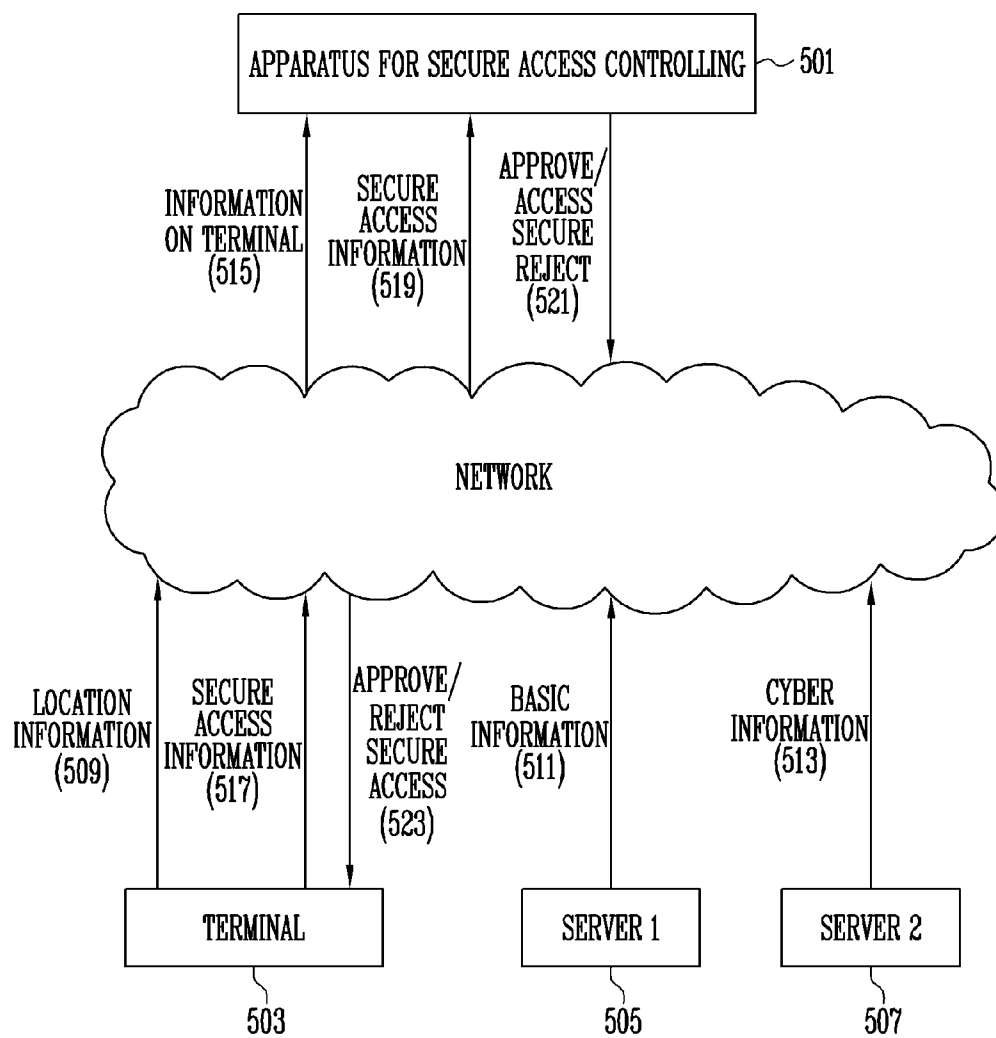 APPARATUS FOR SECURE ACCESS CONTROLLING
501
INFORMATION
ON TERMINAL
(515)
SECURE
ACCESS
INFORMATION
(519)
APPROVE/
ACCESS
SECURE
REJECT
(521)
NETWORK
LOCATION
INFORMATION
(509)
SECURE
ACCESS
INFORMATION
(517)
APPROVE/
REJECT
SECURE
ACCESS
(523)
BASIC
INFORMATION
(511)
CYBER
INFORMATION
(513)
TERMINAL
SERVER 1
SERVER 2
503
505
507